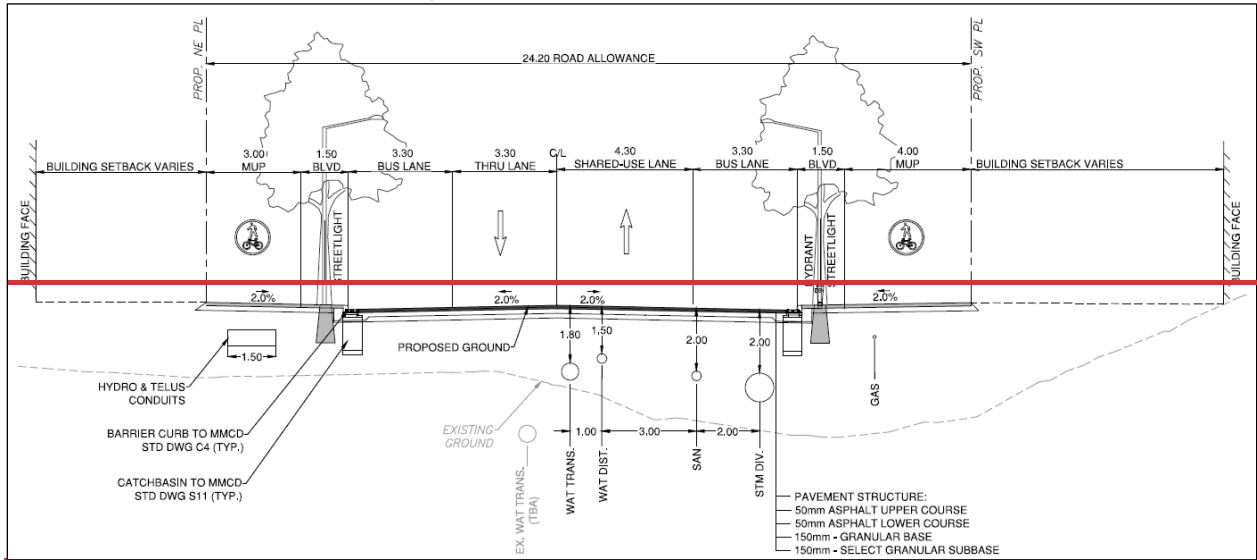 PROP. NE PL
PROP. SW PL
24.20 ROAD ALLOWANCE
BUILDING SETBACK VARIES
3.00
MUP
1.50
BLVD
3.30
BUS LANE
3.30
THRU LANE
C/L
4.30
SHARED-USE LANE
3.30
BUS LANE
1.50
BLVD
4.00
MUP
BUILDING SETBACK VARIES
BUILDING FACE
STREETLIGHT
HYDRANT
STREETLIGHT
BUILDING FACE
2.0%
2.0%
2.0%
2.0%
1.50
HYDRO & TELUS
CONDUITS
PROPOSED GROUND
1.80
1.50
2.00
2.00
BARRIER CURB TO MMCD
STD DWG C4 (TYP.)
EXISTING
GROUND
1.00
3.00
2.00
CATCHBASIN TO MMCD
STD DWG S11 (TYP.)
EX. WAT TRANS.
(TBA)
WAT TRANS.
WAT DIST.
SAN
STM DIV.
GAS
PAVEMENT STRUCTURE:
50mm ASPHALT UPPER COURSE
50mm ASPHALT LOWER COURSE
150mm - GRANULAR BASE
150mm - SELECT GRANULAR SUBBASE